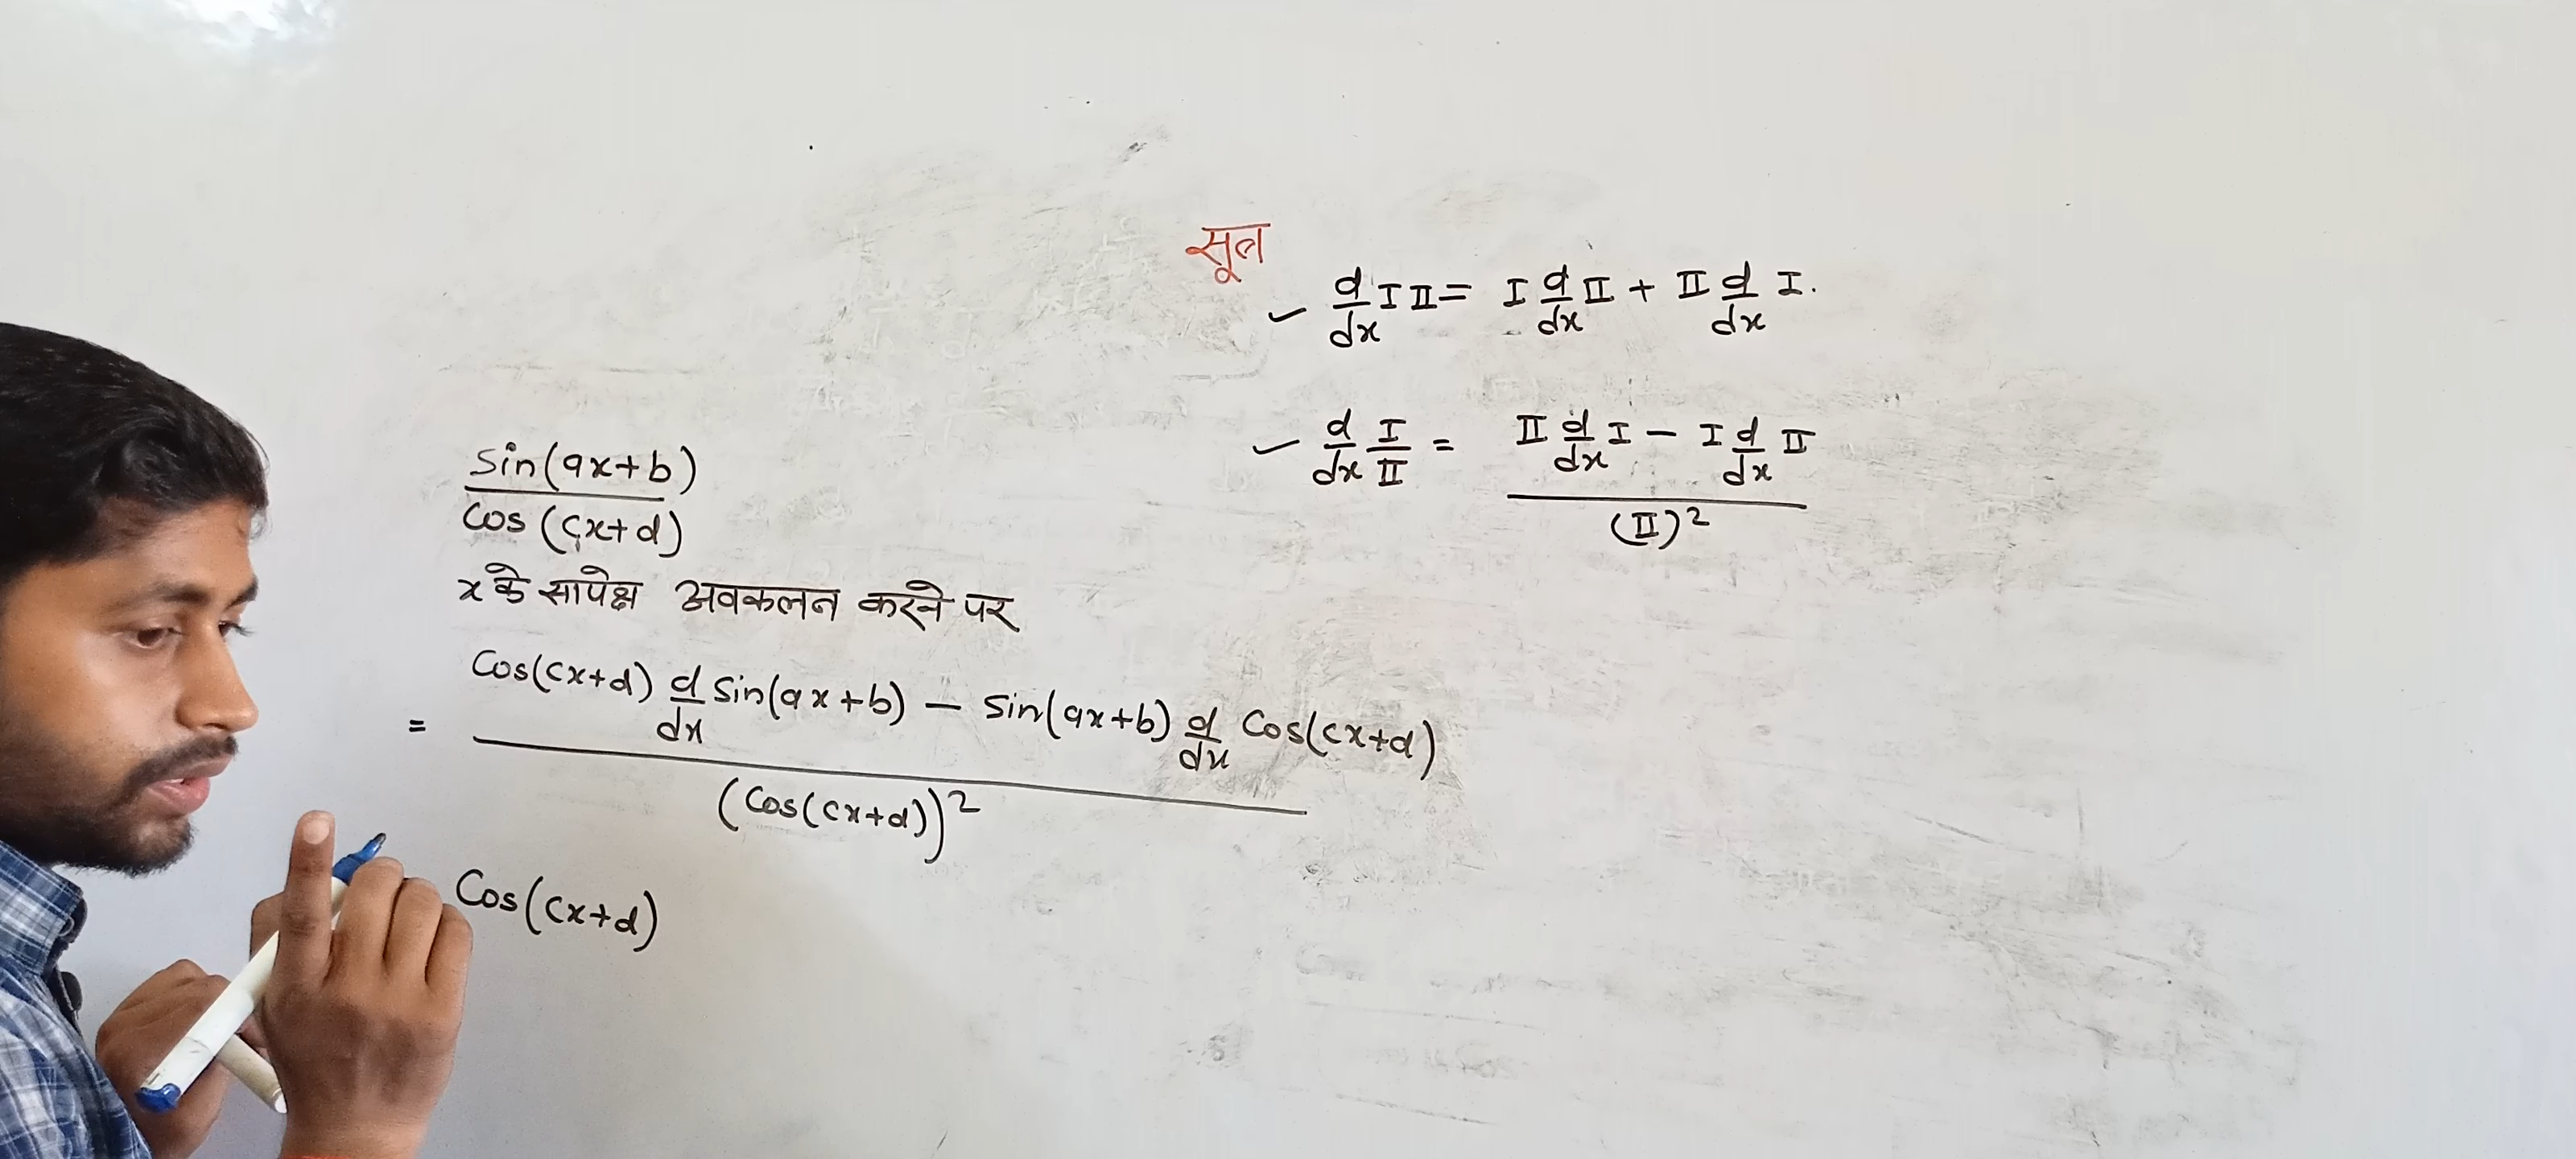 सूत्र
✓ d/dx I II = I d/dx II + II d/dx I.
✓ d/dx I/II = (II d/dx I − I d/dx II)/(II)²
sin(ax+b)/cos(cx+d)
x के सापेक्ष अवकलन करने पर
= (Cos(cx+d) d/dx sin(ax+b) − sin(ax+b) d/dx Cos(cx+d))/(Cos(cx+d))²
Cos(cx+d)